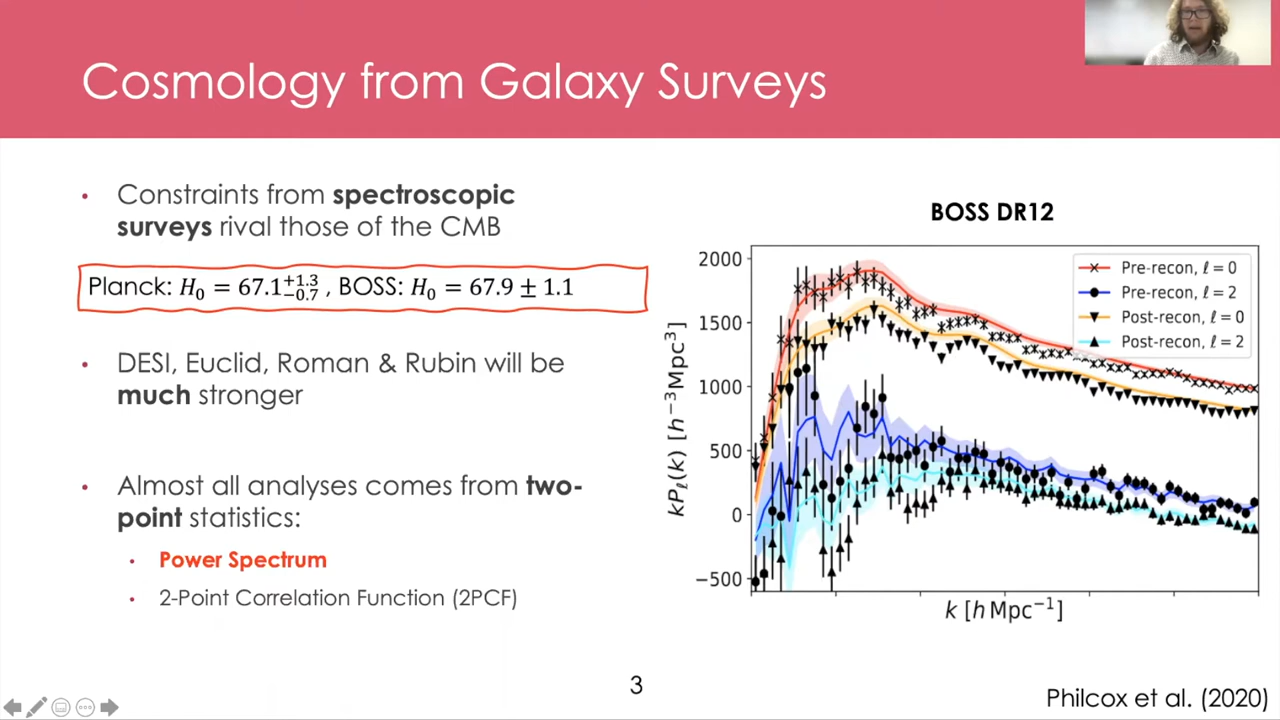 Cosmology from Galaxy Surveys
• Constraints from spectroscopic
surveys rival those of the CMB
Planck: H₀ = 67.1⁺¹·³₋₀.₇ , BOSS: H₀ = 67.9 ± 1.1
• DESI, Euclid, Roman & Rubin will be
much stronger
• Almost all analyses comes from two-
point statistics:
• Power Spectrum
• 2-Point Correlation Function (2PCF)
BOSS DR12
2000
1500
1000
500
0
−500
kPℓ(k) [h⁻³Mpc³]
Pre-recon, ℓ = 0
Pre-recon, ℓ = 2
Post-recon, ℓ = 0
Post-recon, ℓ = 2
k [h Mpc⁻¹]
3
Philcox et al. (2020)